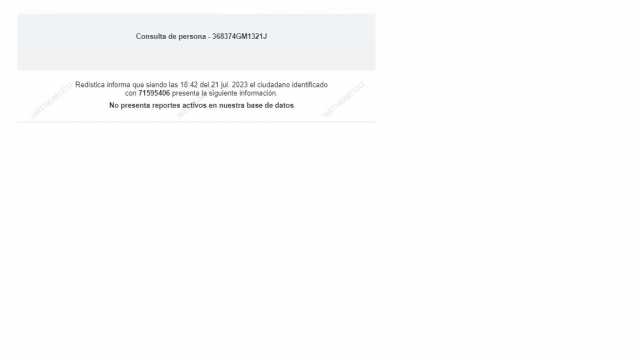 Consulta de persona - 368374GM1321J
Redistica informa que siendo las 16:42 del 21 jul. 2023 el ciudadano identificado
con 71595406 presenta la siguiente información.
No presenta reportes activos en nuestra base de datos